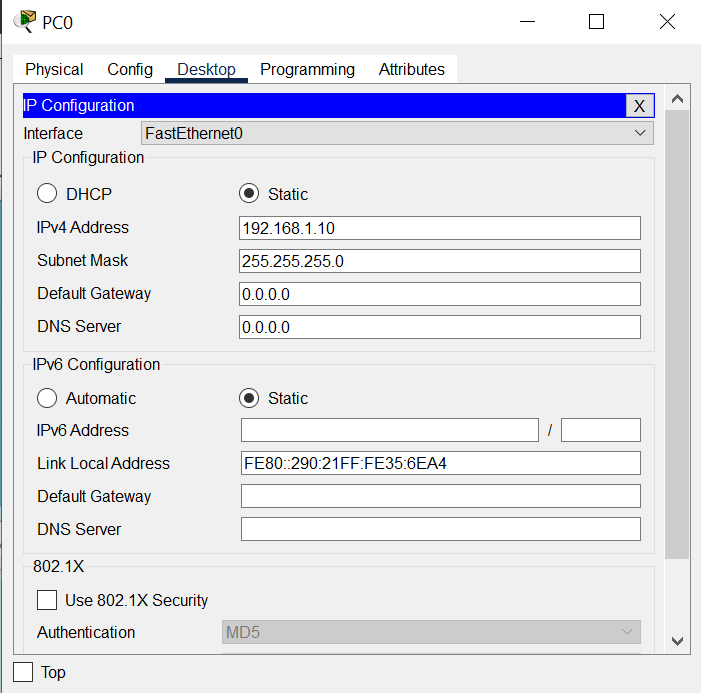 PC0
Physical Config Desktop Programming Attributes
IP Configuration X
Interface FastEthernet0
IP Configuration
DHCP Static
IPv4 Address 192.168.1.10
Subnet Mask 255.255.255.0
Default Gateway 0.0.0.0
DNS Server 0.0.0.0
IPv6 Configuration
Automatic Static
IPv6 Address /
Link Local Address FE80::290:21FF:FE35:6EA4
Default Gateway
DNS Server
802.1X
Use 802.1X Security
Authentication MD5
Top